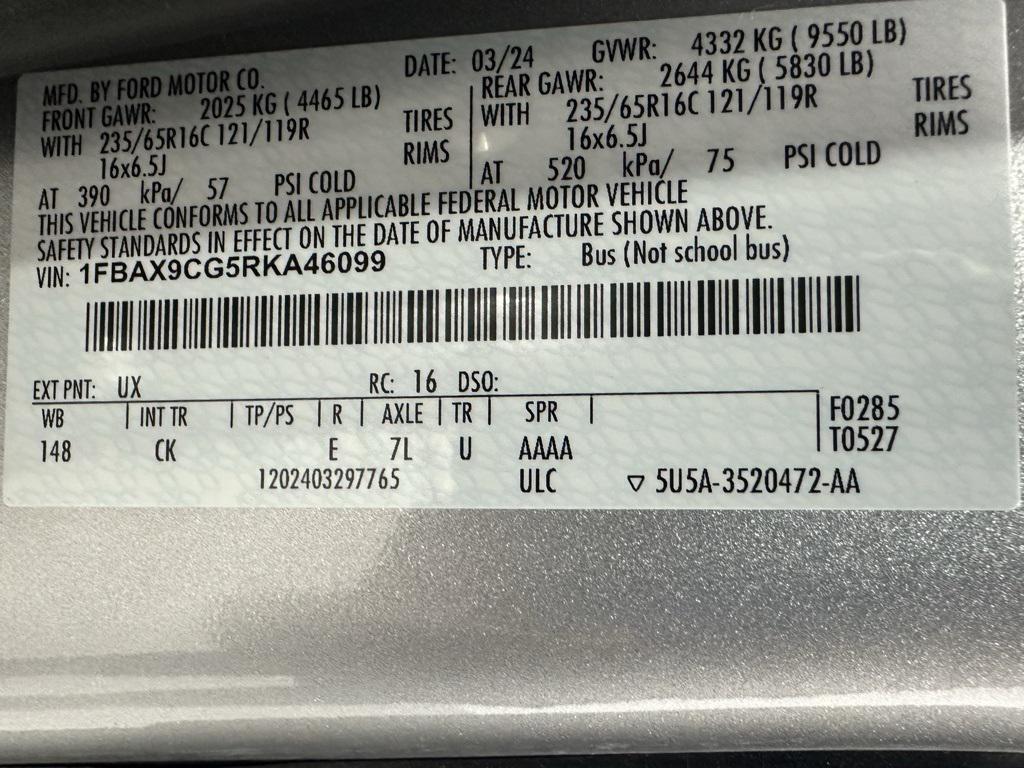 MFD. BY FORD MOTOR CO. DATE: 03/24 GVWR: 4332 KG ( 9550 LB)
FRONT GAWR: 2025 KG ( 4465 LB) REAR GAWR: 2644 KG ( 5830 LB)
WITH 235/65R16C 121/119R TIRES WITH 235/65R16C 121/119R TIRES
16x6.5J RIMS 16x6.5J RIMS
AT 390 kPa/ 57 PSI COLD AT 520 kPa/ 75 PSI COLD
THIS VEHICLE CONFORMS TO ALL APPLICABLE FEDERAL MOTOR VEHICLE
SAFETY STANDARDS IN EFFECT ON THE DATE OF MANUFACTURE SHOWN ABOVE.
VIN: 1FBAX9CG5RKA46099 TYPE: Bus (Not school bus)
EXT PNT: UX RC: 16 DSO:
WB INT TR TP/PS R AXLE TR SPR F0285
148 CK E 7L U AAAA T0527
1202403297765 ULC ▽ 5U5A-3520472-AA